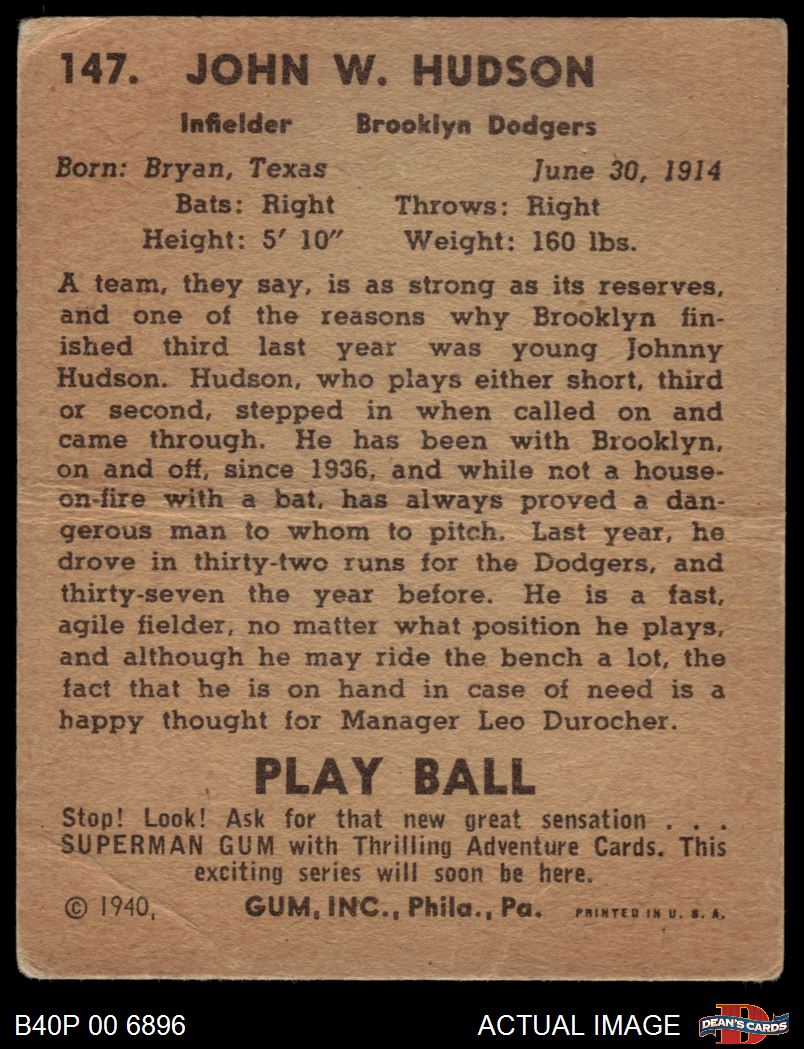 147. JOHN W. HUDSON
Infielder Brooklyn Dodgers
Born: Bryan, Texas June 30, 1914
Bats: Right Throws: Right
Height: 5' 10" Weight: 160 lbs.
A team, they say, is as strong as its reserves,
and one of the reasons why Brooklyn fin-
ished third last year was young Johnny
Hudson. Hudson, who plays either short, third
or second, stepped in when called on and
came through. He has been with Brooklyn,
on and off, since 1936, and while not a house-
on-fire with a bat, has always proved a dan-
gerous man to whom to pitch. Last year, he
drove in thirty-two runs for the Dodgers, and
thirty-seven the year before. He is a fast,
agile fielder, no matter what position he plays,
and although he may ride the bench a lot, the
fact that he is on hand in case of need is a
happy thought for Manager Leo Durocher.
PLAY BALL
Stop! Look! Ask for that new great sensation . . .
SUPERMAN GUM with Thrilling Adventure Cards. This
exciting series will soon be here.
© 1940, GUM, INC., Phila., Pa. PRINTED IN U. S. A.
B40P 00 6896 ACTUAL IMAGE D DEAN'S CARDS